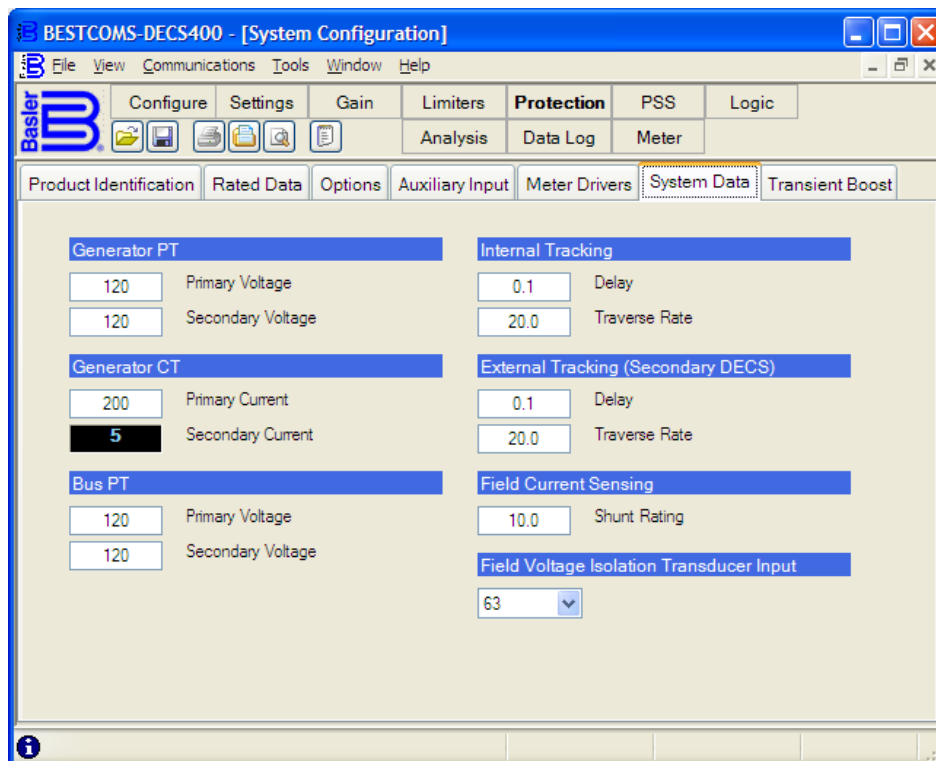 BESTCOMS-DECS400 - [System Configuration]
File View Communications Tools Window Help
Basler
Configure Settings Gain Limiters Protection PSS Logic
Analysis Data Log Meter
Product Identification Rated Data Options Auxiliary Input Meter Drivers System Data Transient Boost
Generator PT
120 Primary Voltage
120 Secondary Voltage
Generator CT
200 Primary Current
5 Secondary Current
Bus PT
120 Primary Voltage
120 Secondary Voltage
Internal Tracking
0.1 Delay
20.0 Traverse Rate
External Tracking (Secondary DECS)
0.1 Delay
20.0 Traverse Rate
Field Current Sensing
10.0 Shunt Rating
Field Voltage Isolation Transducer Input
63